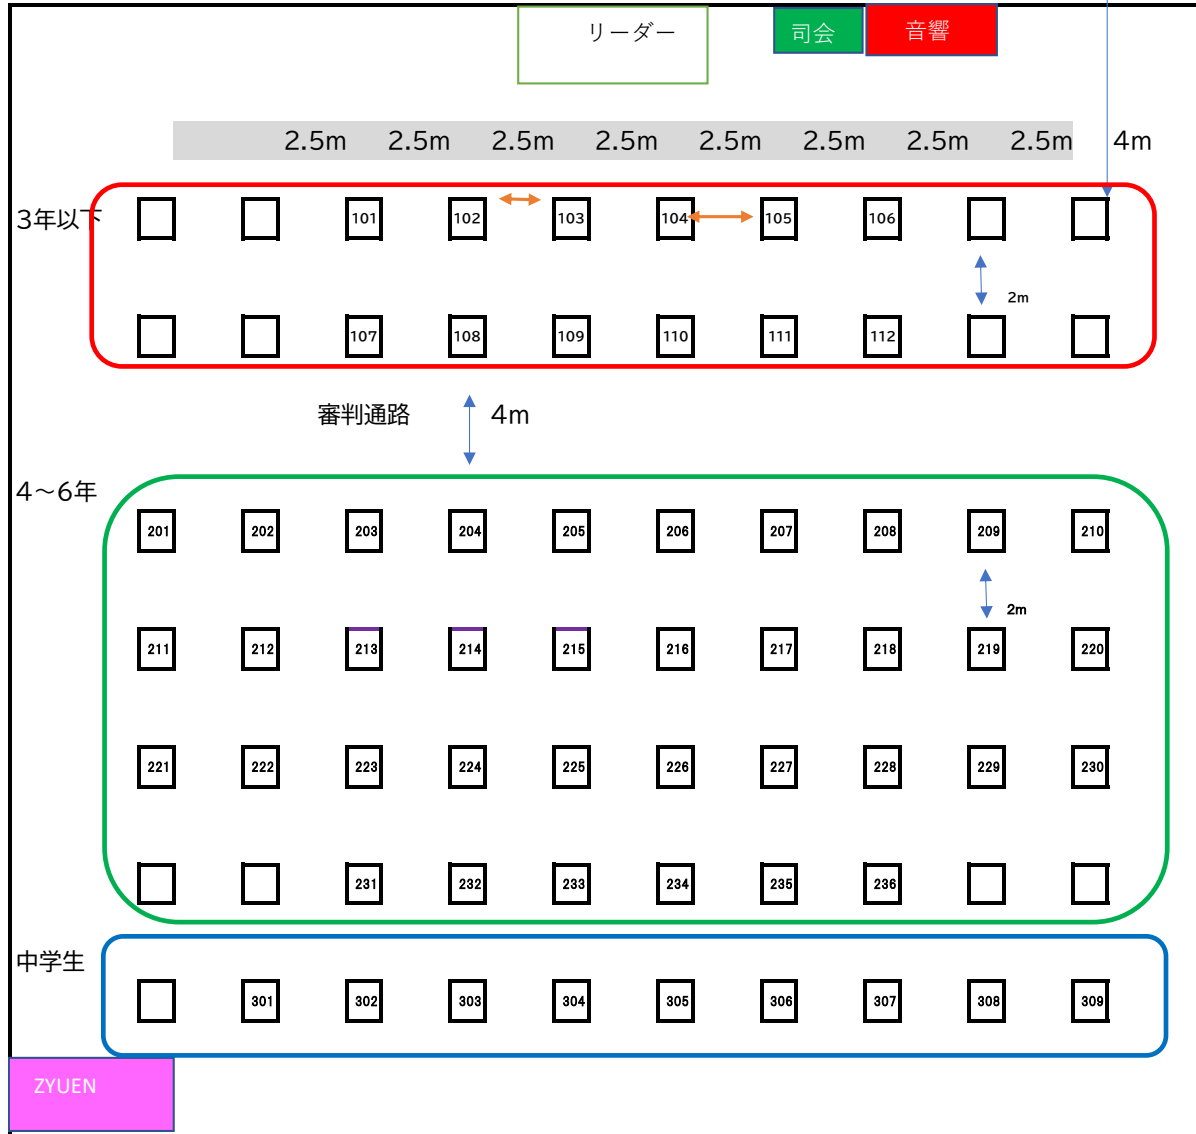 リーダー 司会 音響
2.5m 2.5m 2.5m 2.5m 2.5m 2.5m 2.5m 2.5m 4m
3年以下
101 102 103 104 105 106
2m
107 108 109 110 111 112
審判通路 4m
4～6年
201 202 203 204 205 206 207 208 209 210
2m
211 212 213 214 215 216 217 218 219 220
221 222 223 224 225 226 227 228 229 230
231 232 233 234 235 236
中学生
301 302 303 304 305 306 307 308 309
ZYUEN